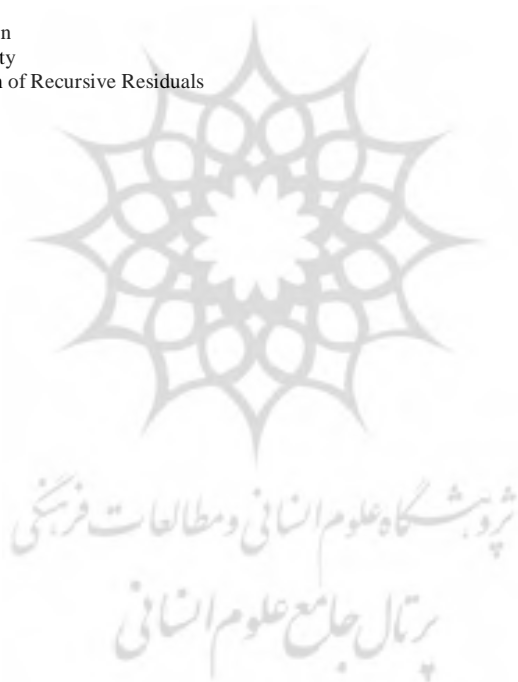 n
ty
n of Recursive Residuals
پژوهشگاه علوم انسانی و مطالعات فرهنگی
پرتال جامع علوم انسانی